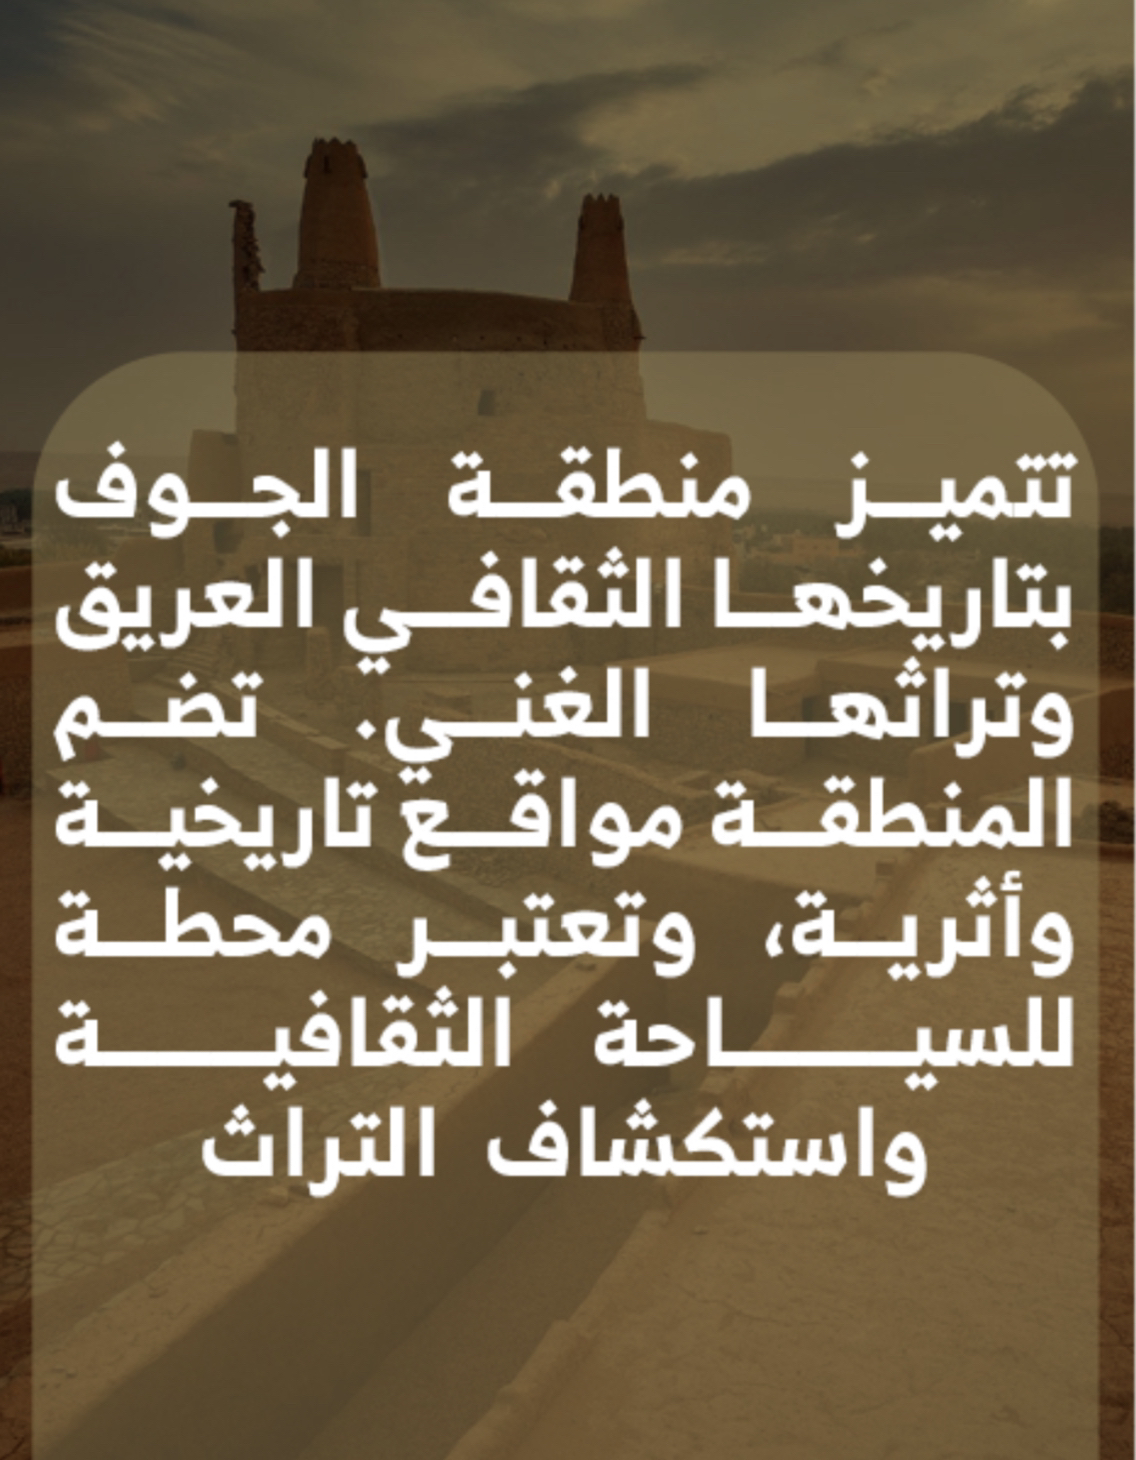 تتميز منطقة الجوف
بتاريخها الثقافي العريق
وتراثها الغني. تضم
المنطقة مواقع تاريخية
وأثرية، وتعتبر محطة
للسياحة الثقافية
واستكشاف التراث